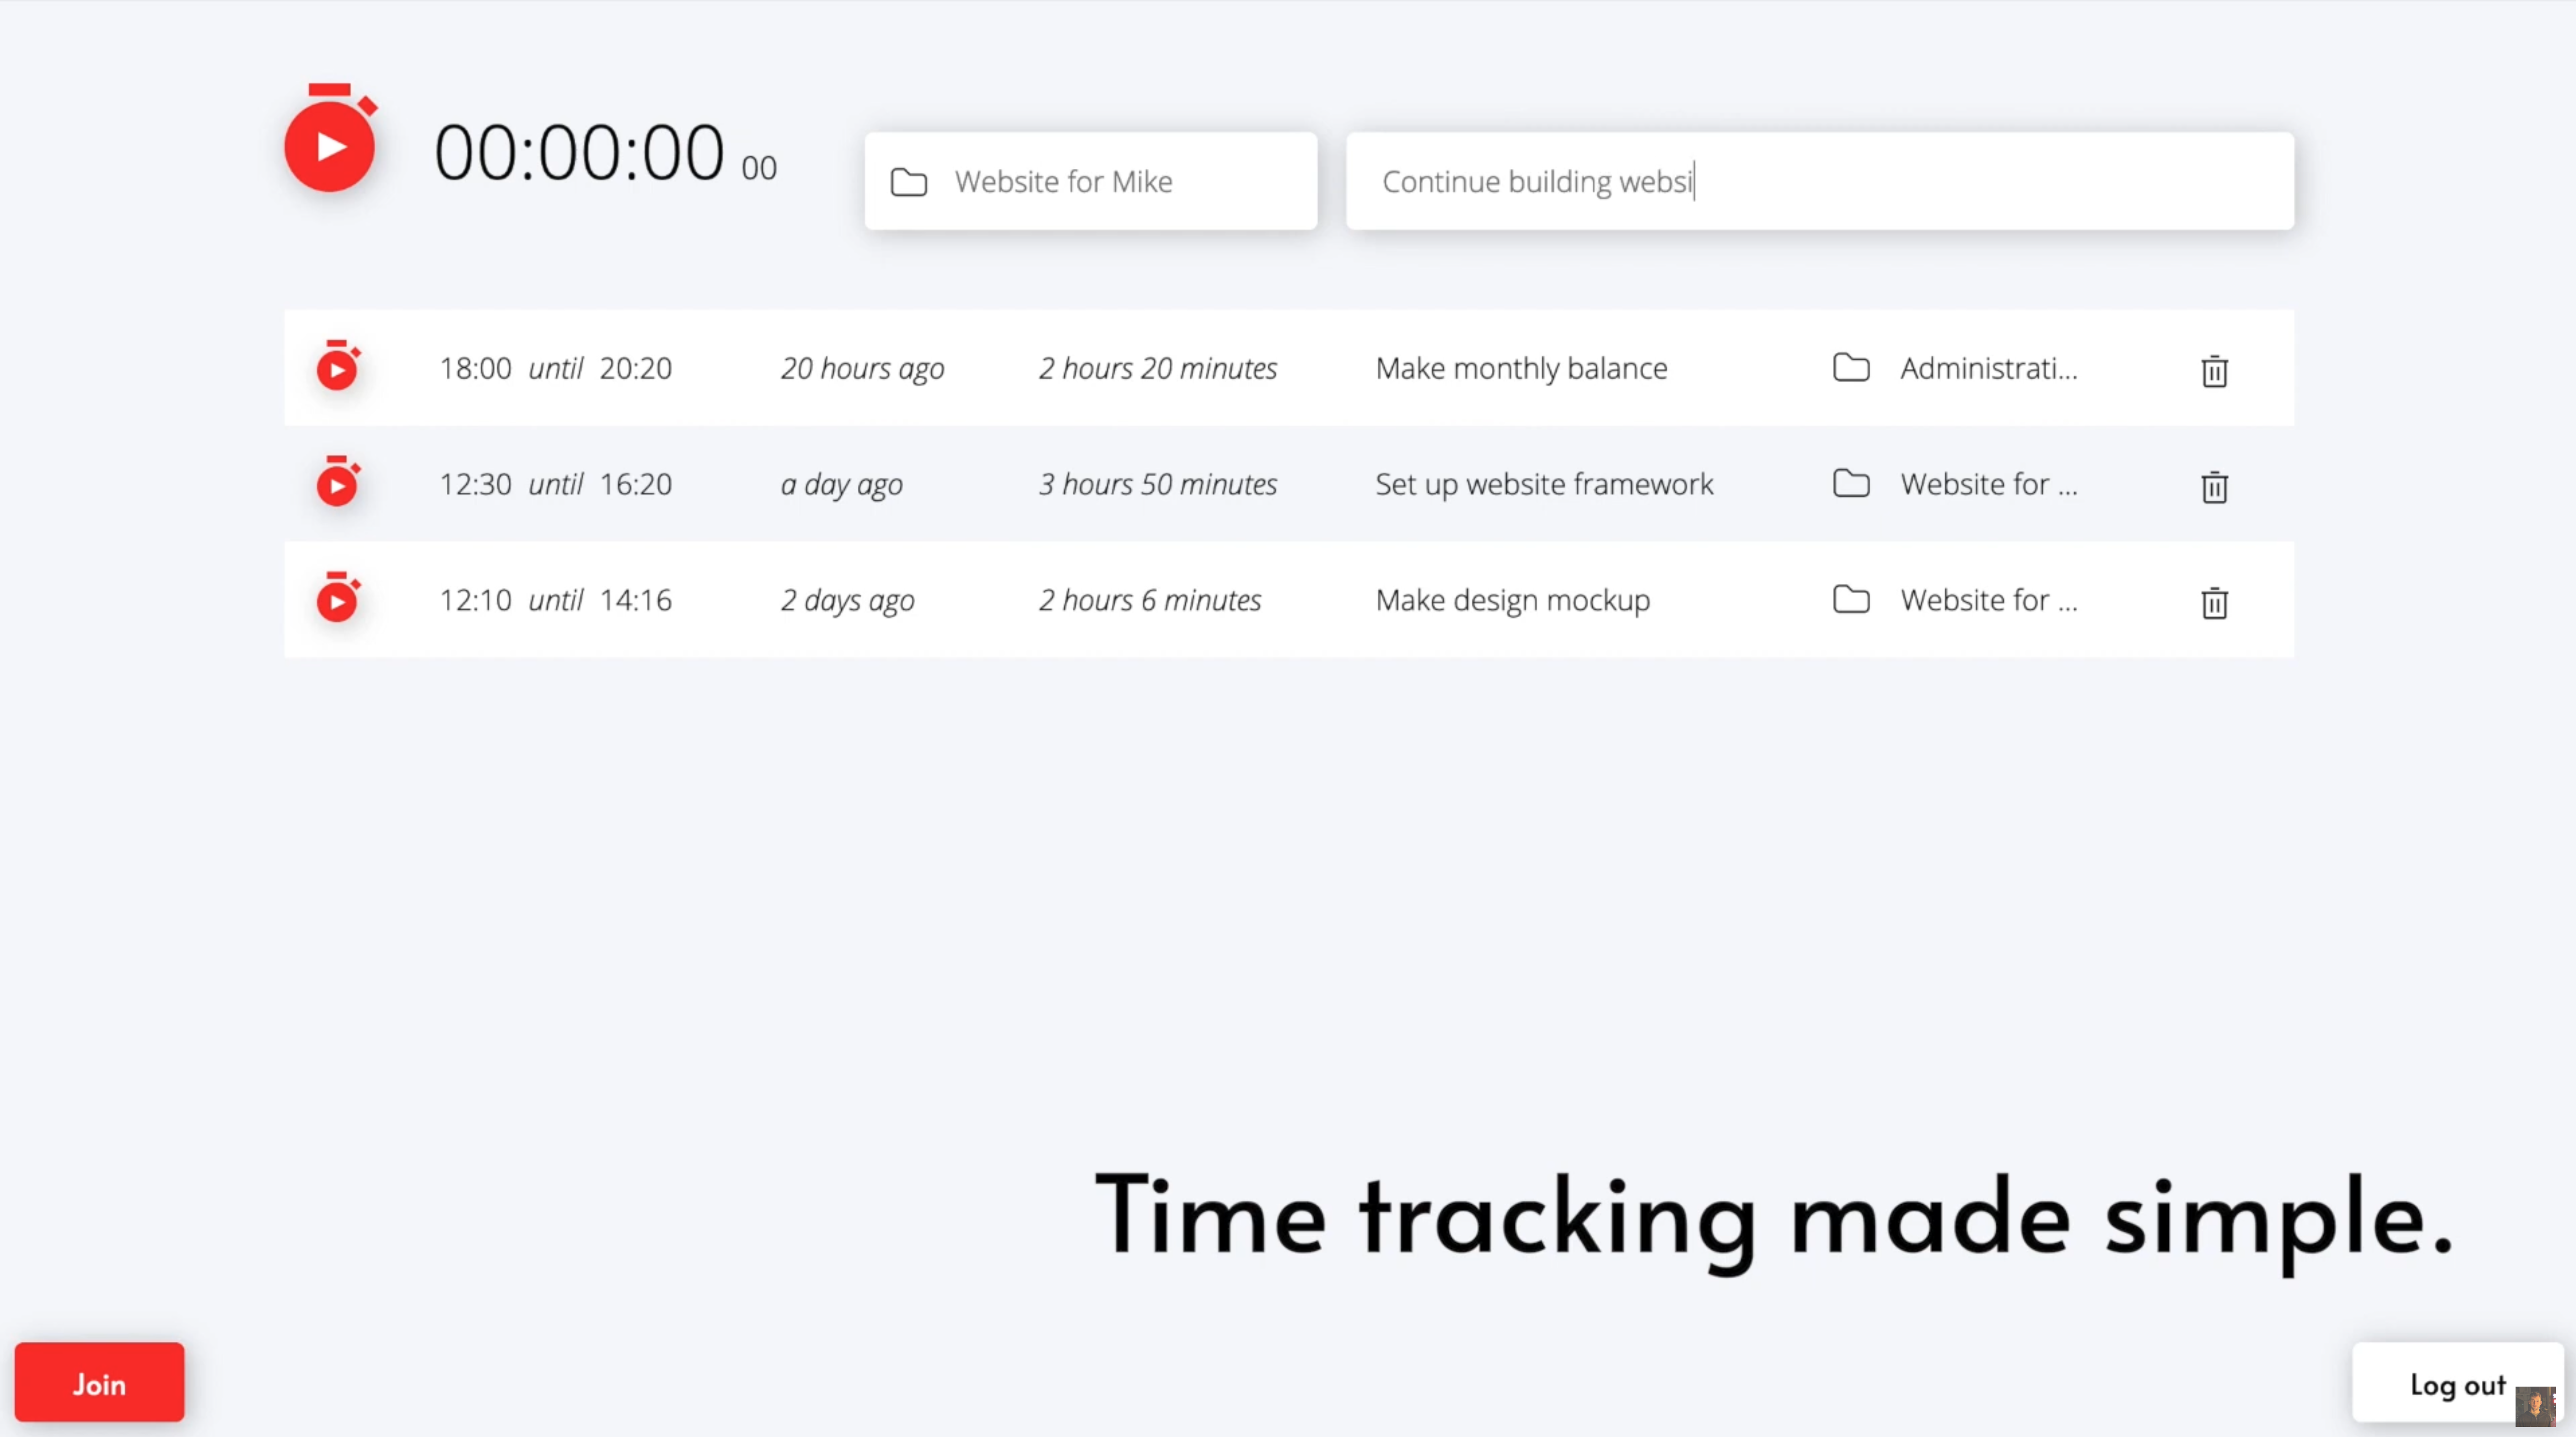 00:00:00 00
Website for Mike
Continue building websi
18:00 until 20:20 20 hours ago 2 hours 20 minutes Make monthly balance Administrati...
12:30 until 16:20 a day ago 3 hours 50 minutes Set up website framework Website for ...
12:10 until 14:16 2 days ago 2 hours 6 minutes Make design mockup Website for ...
Time tracking made simple.
Join
Log out